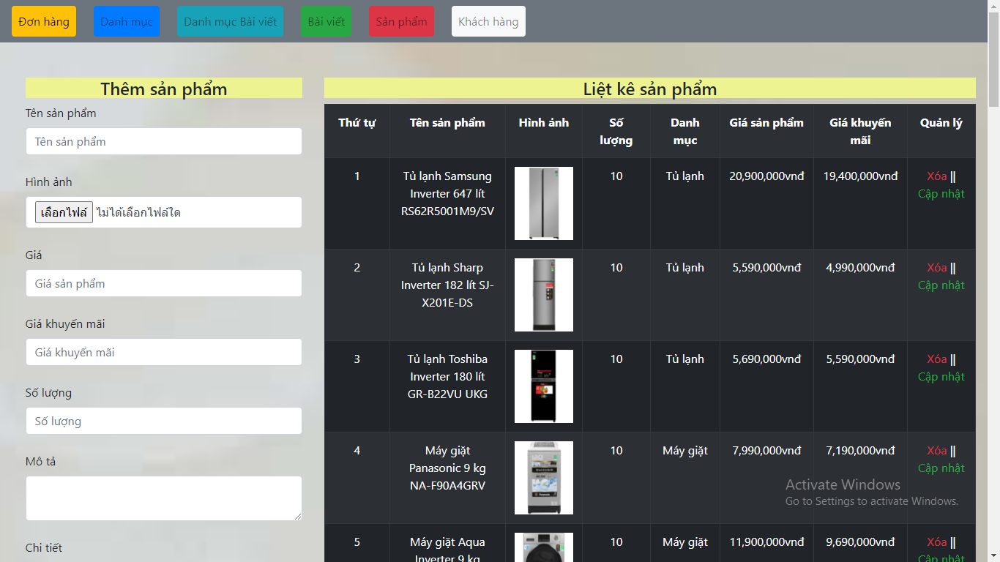 Đơn hàng Danh mục Danh mục Bài viết Bài viết Sản phẩm Khách hàng
Thêm sản phẩm
Tên sản phẩm
Tên sản phẩm
Hình ảnh
เลือกไฟล์ ไม่ได้เลือกไฟล์ใด
Giá
Giá sản phẩm
Giá khuyến mãi
Giá khuyến mãi
Số lượng
Số lượng
Mô tả
Chi tiết
Liệt kê sản phẩm
Thứ tự Tên sản phẩm Hình ảnh Số Danh Giá sản phẩm Giá khuyến Quản lý
lượng mục mãi
1 Tủ lạnh Samsung 10 Tủ lạnh 20,900,000vnđ 19,400,000vnđ Xóa ||
Inverter 647 lít Cập nhật
RS62R5001M9/SV
2 Tủ lạnh Sharp 10 Tủ lạnh 5,590,000vnđ 4,990,000vnđ Xóa ||
Inverter 182 lít SJ- Cập nhật
X201E-DS
3 Tủ lạnh Toshiba 10 Tủ lạnh 5,690,000vnđ 5,590,000vnđ Xóa ||
Inverter 180 lít Cập nhật
GR-B22VU UKG
4 Máy giặt 10 Máy giặt 7,990,000vnđ 7,190,000vnđ Xóa ||
Panasonic 9 kg Cập nhật
NA-F90A4GRV
5 Máy giặt Aqua 10 Máy giặt 11,900,000vnđ 9,690,000vnđ Xóa ||
Inverter 9 kg Cập nhật
Activate Windows
Go to Settings to activate Windows.